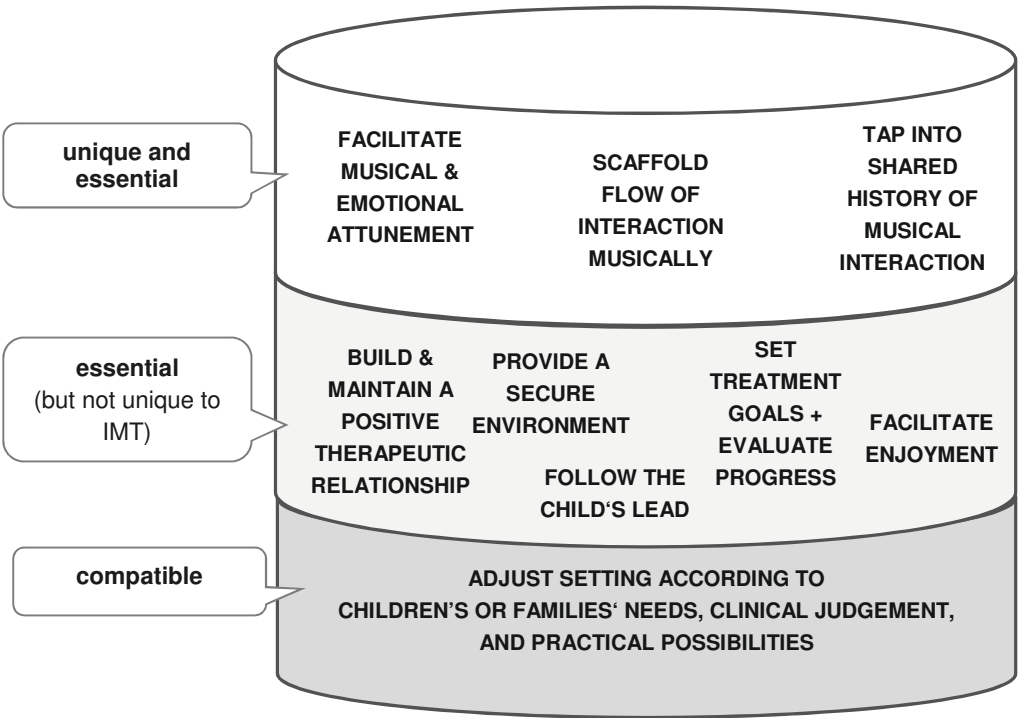 unique and
essential
FACILITATE
MUSICAL &
EMOTIONAL
ATTUNEMENT
SCAFFOLD
FLOW OF
INTERACTION
MUSICALLY
TAP INTO
SHARED
HISTORY OF
MUSICAL
INTERACTION
essential
(but not unique to
IMT)
BUILD &
MAINTAIN A
POSITIVE
THERAPEUTIC
RELATIONSHIP
PROVIDE A
SECURE
ENVIRONMENT
FOLLOW THE
CHILD‘S LEAD
SET
TREATMENT
GOALS +
EVALUATE
PROGRESS
FACILITATE
ENJOYMENT
compatible
ADJUST SETTING ACCORDING TO
CHILDREN’S OR FAMILIES‘ NEEDS, CLINICAL JUDGEMENT,
AND PRACTICAL POSSIBILITIES